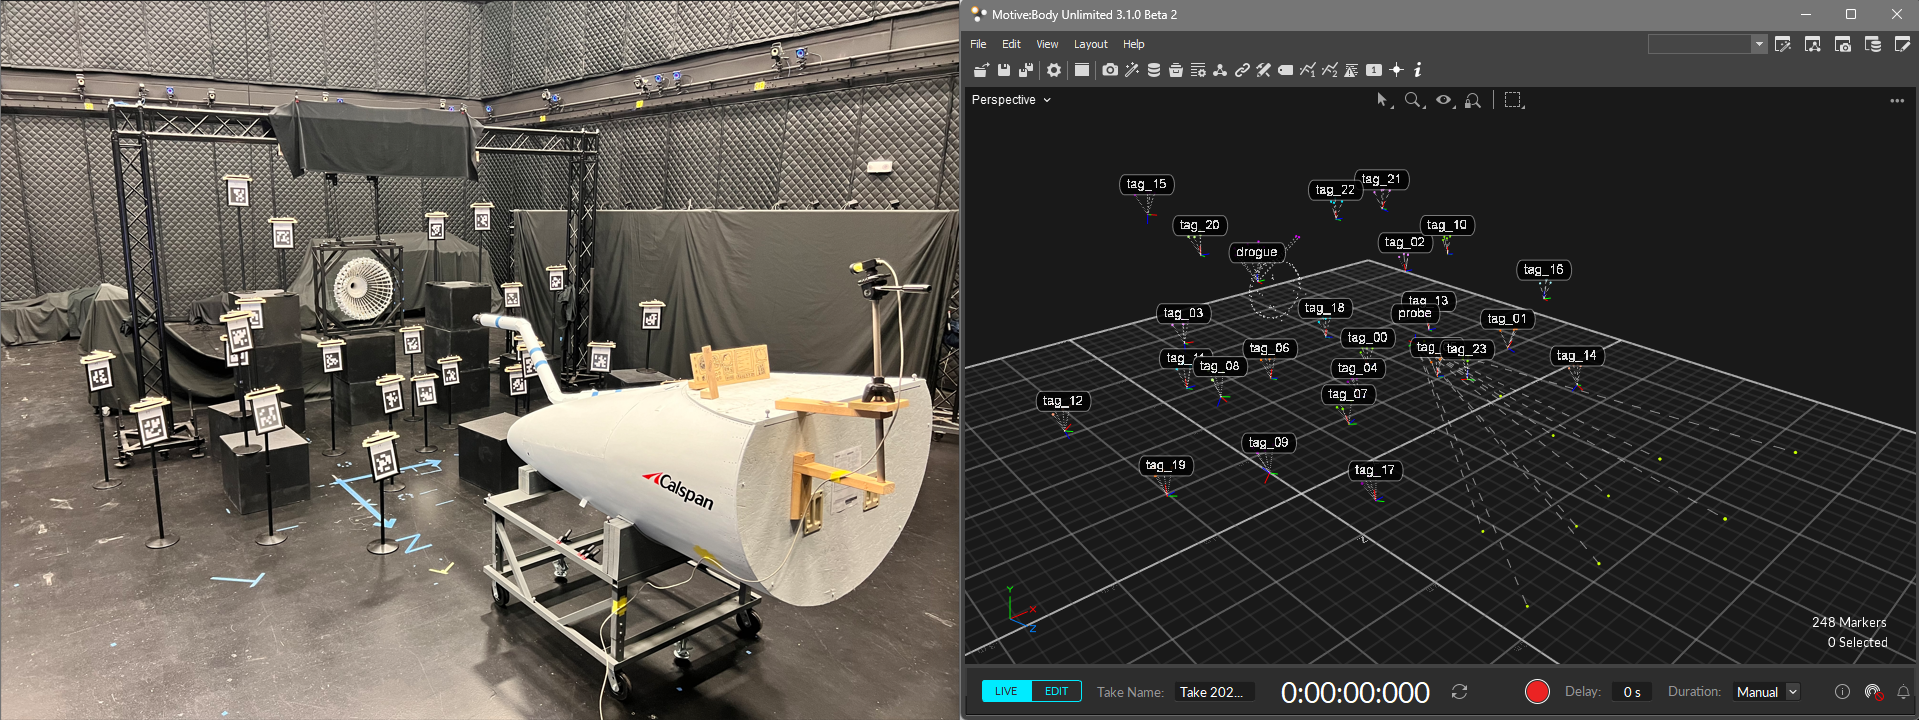 Calspan
N
Motive:Body Unlimited 3.1.0 Beta 2
File Edit View Layout Help
1 2 1
Perspective
tag_15
tag_22
tag_21
tag_20
tag_10
drogue
tag_02
tag_16
tag_03
tag_18
tag_13
probe
tag_01
tag_00
tag_06
tag_
tag_23
tag_14
tag_08
tag_04
tag_07
tag_12
tag_09
tag_19
tag_17
Y
X
Z
248 Markers
0 Selected
LIVE EDIT Take Name: Take 202... 0:00:00:000 Delay: 0 s Duration: Manual